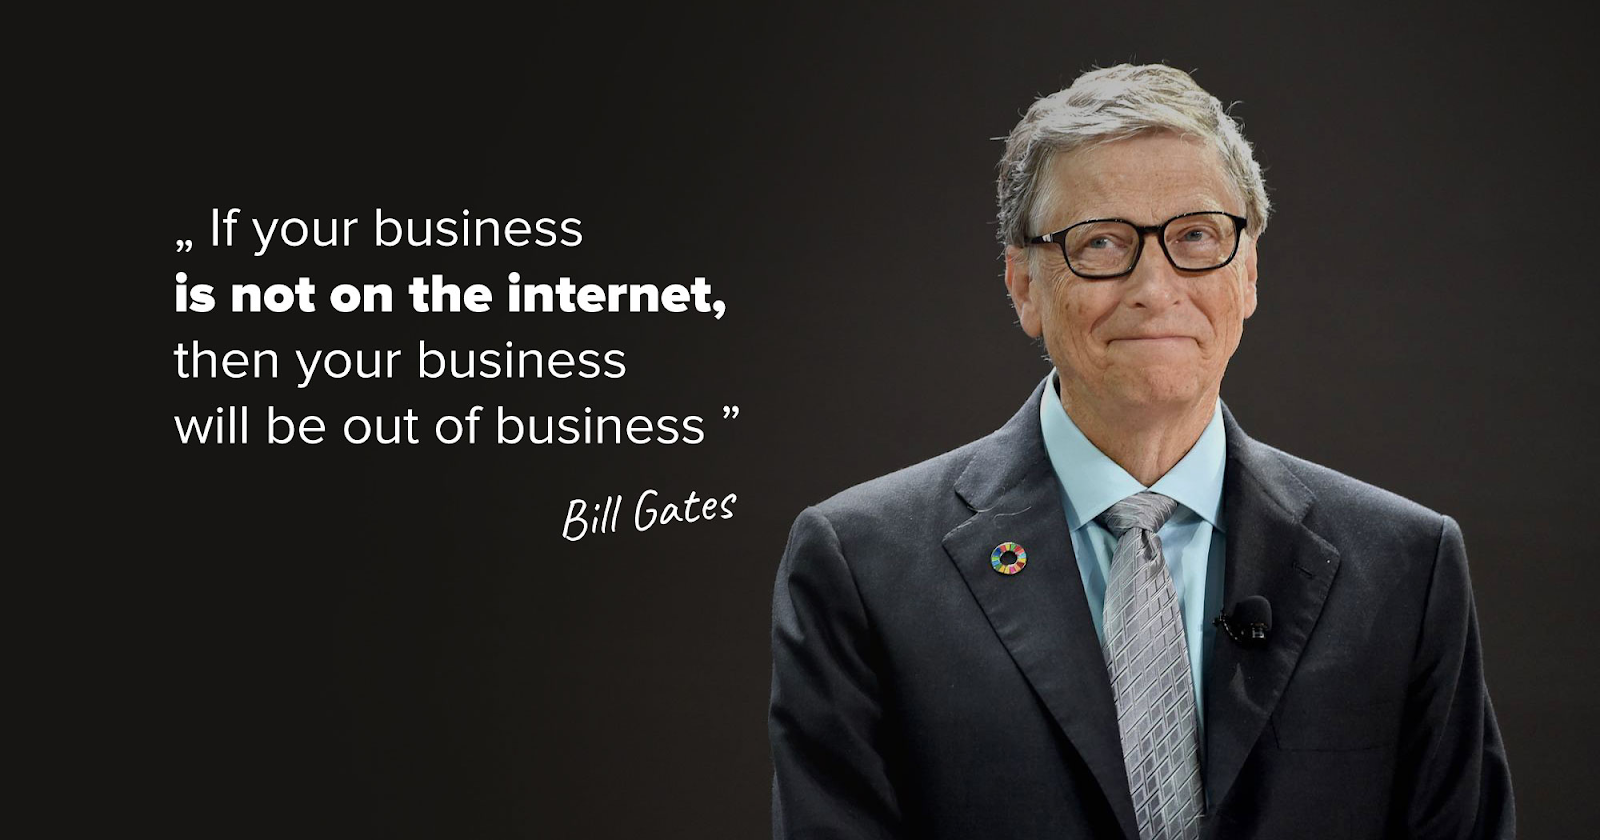 „ If your business
is not on the internet,
then your business
will be out of business ”
Bill Gates